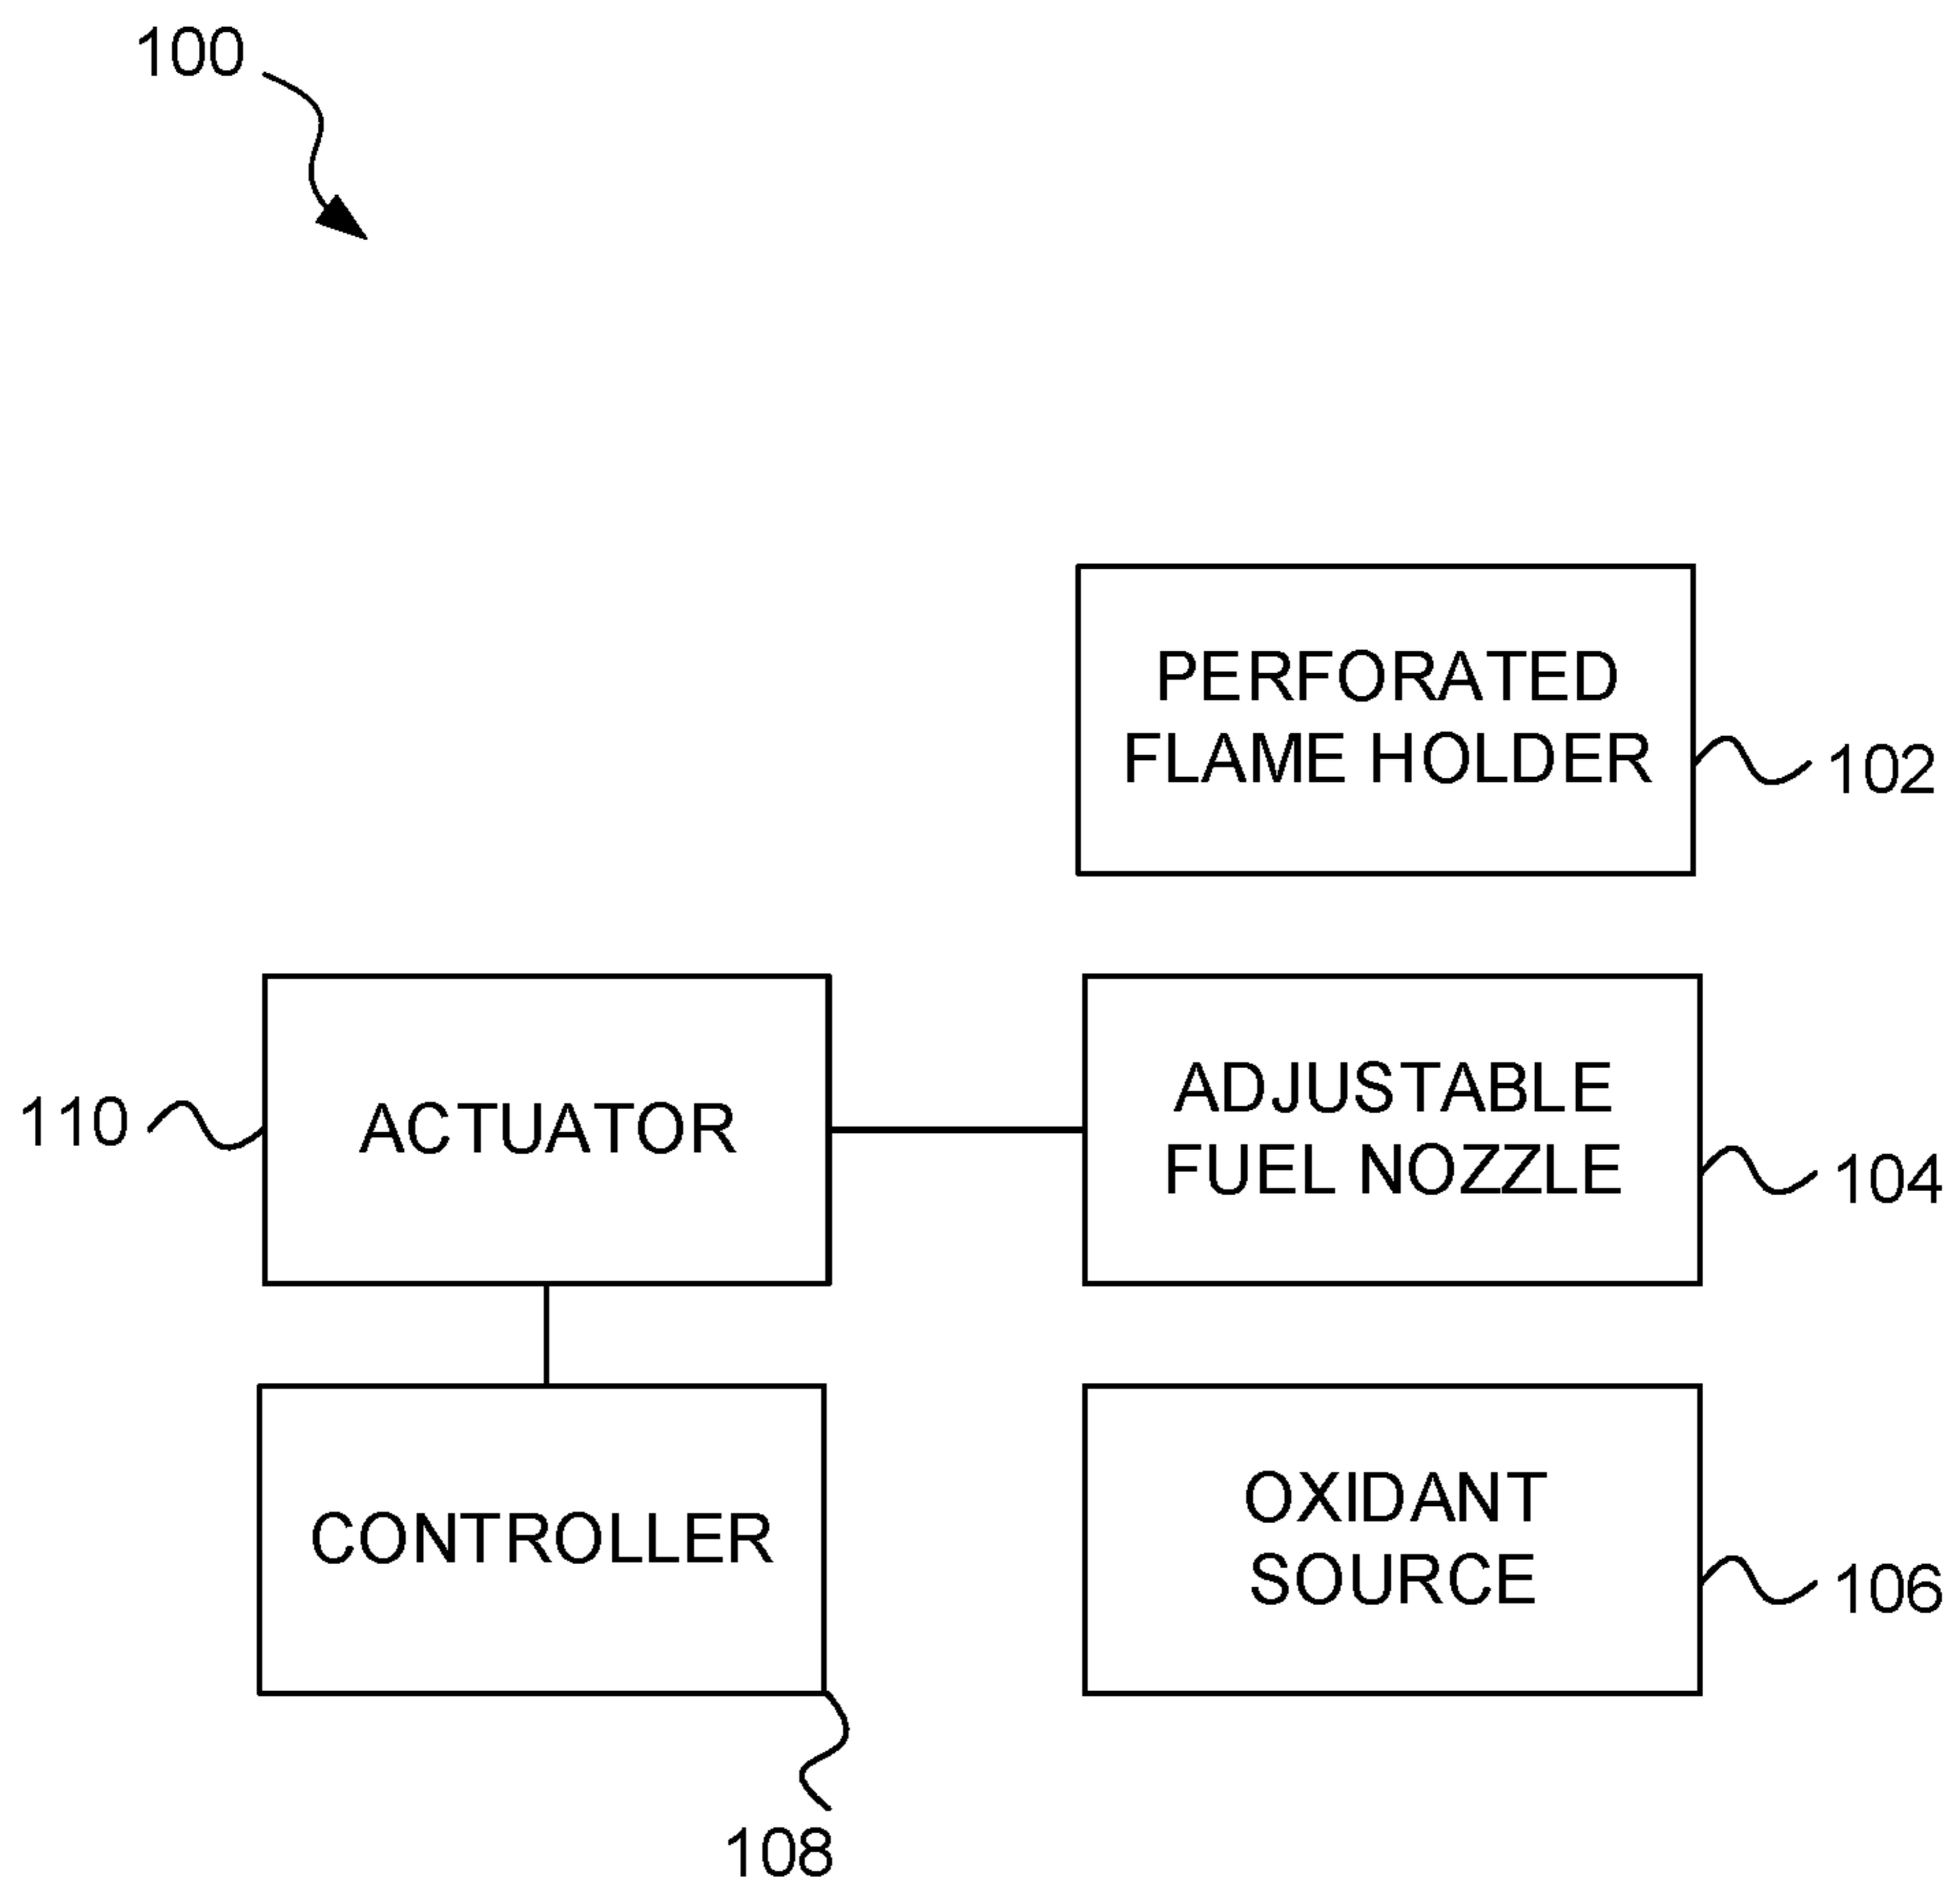 100
PERFORATED
FLAME HOLDER
102
110
ACTUATOR
ADJUSTABLE
FUEL NOZZLE
104
CONTROLLER
OXIDANT
SOURCE
106
108